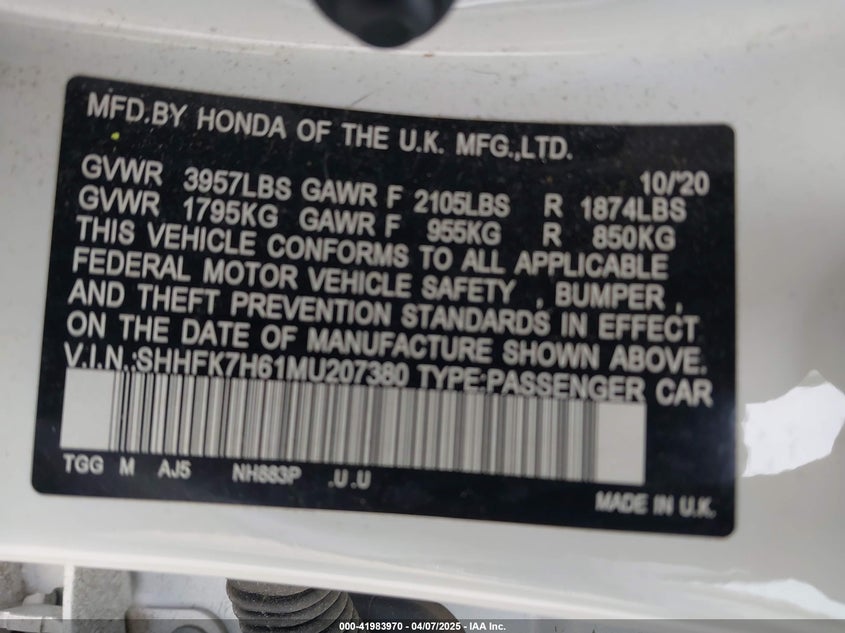 MFD.BY HONDA OF THE U.K. MFG.,LTD.
10/'20
GVWR 3957LBS GAWR F 2105LBS R 1874LBS
GVWR 1795KG GAWR F 955KG R 850KG
THIS VEHICLE CONFORMS TO ALL APPLICABLE
FEDERAL MOTOR VEHICLE SAFETY , BUMPER ,
AND THEFT PREVENTION STANDARDS IN EFFECT
ON THE DATE OF MANUFACTURE SHOWN ABOVE.
V.I.N.:SHHFK7H61MU207380 TYPE:PASSENGER CAR
TGG M AJ5 NH883P .U .U
MADE IN U.K.
000-41983970 - 04/07/2025 - IAA Inc.